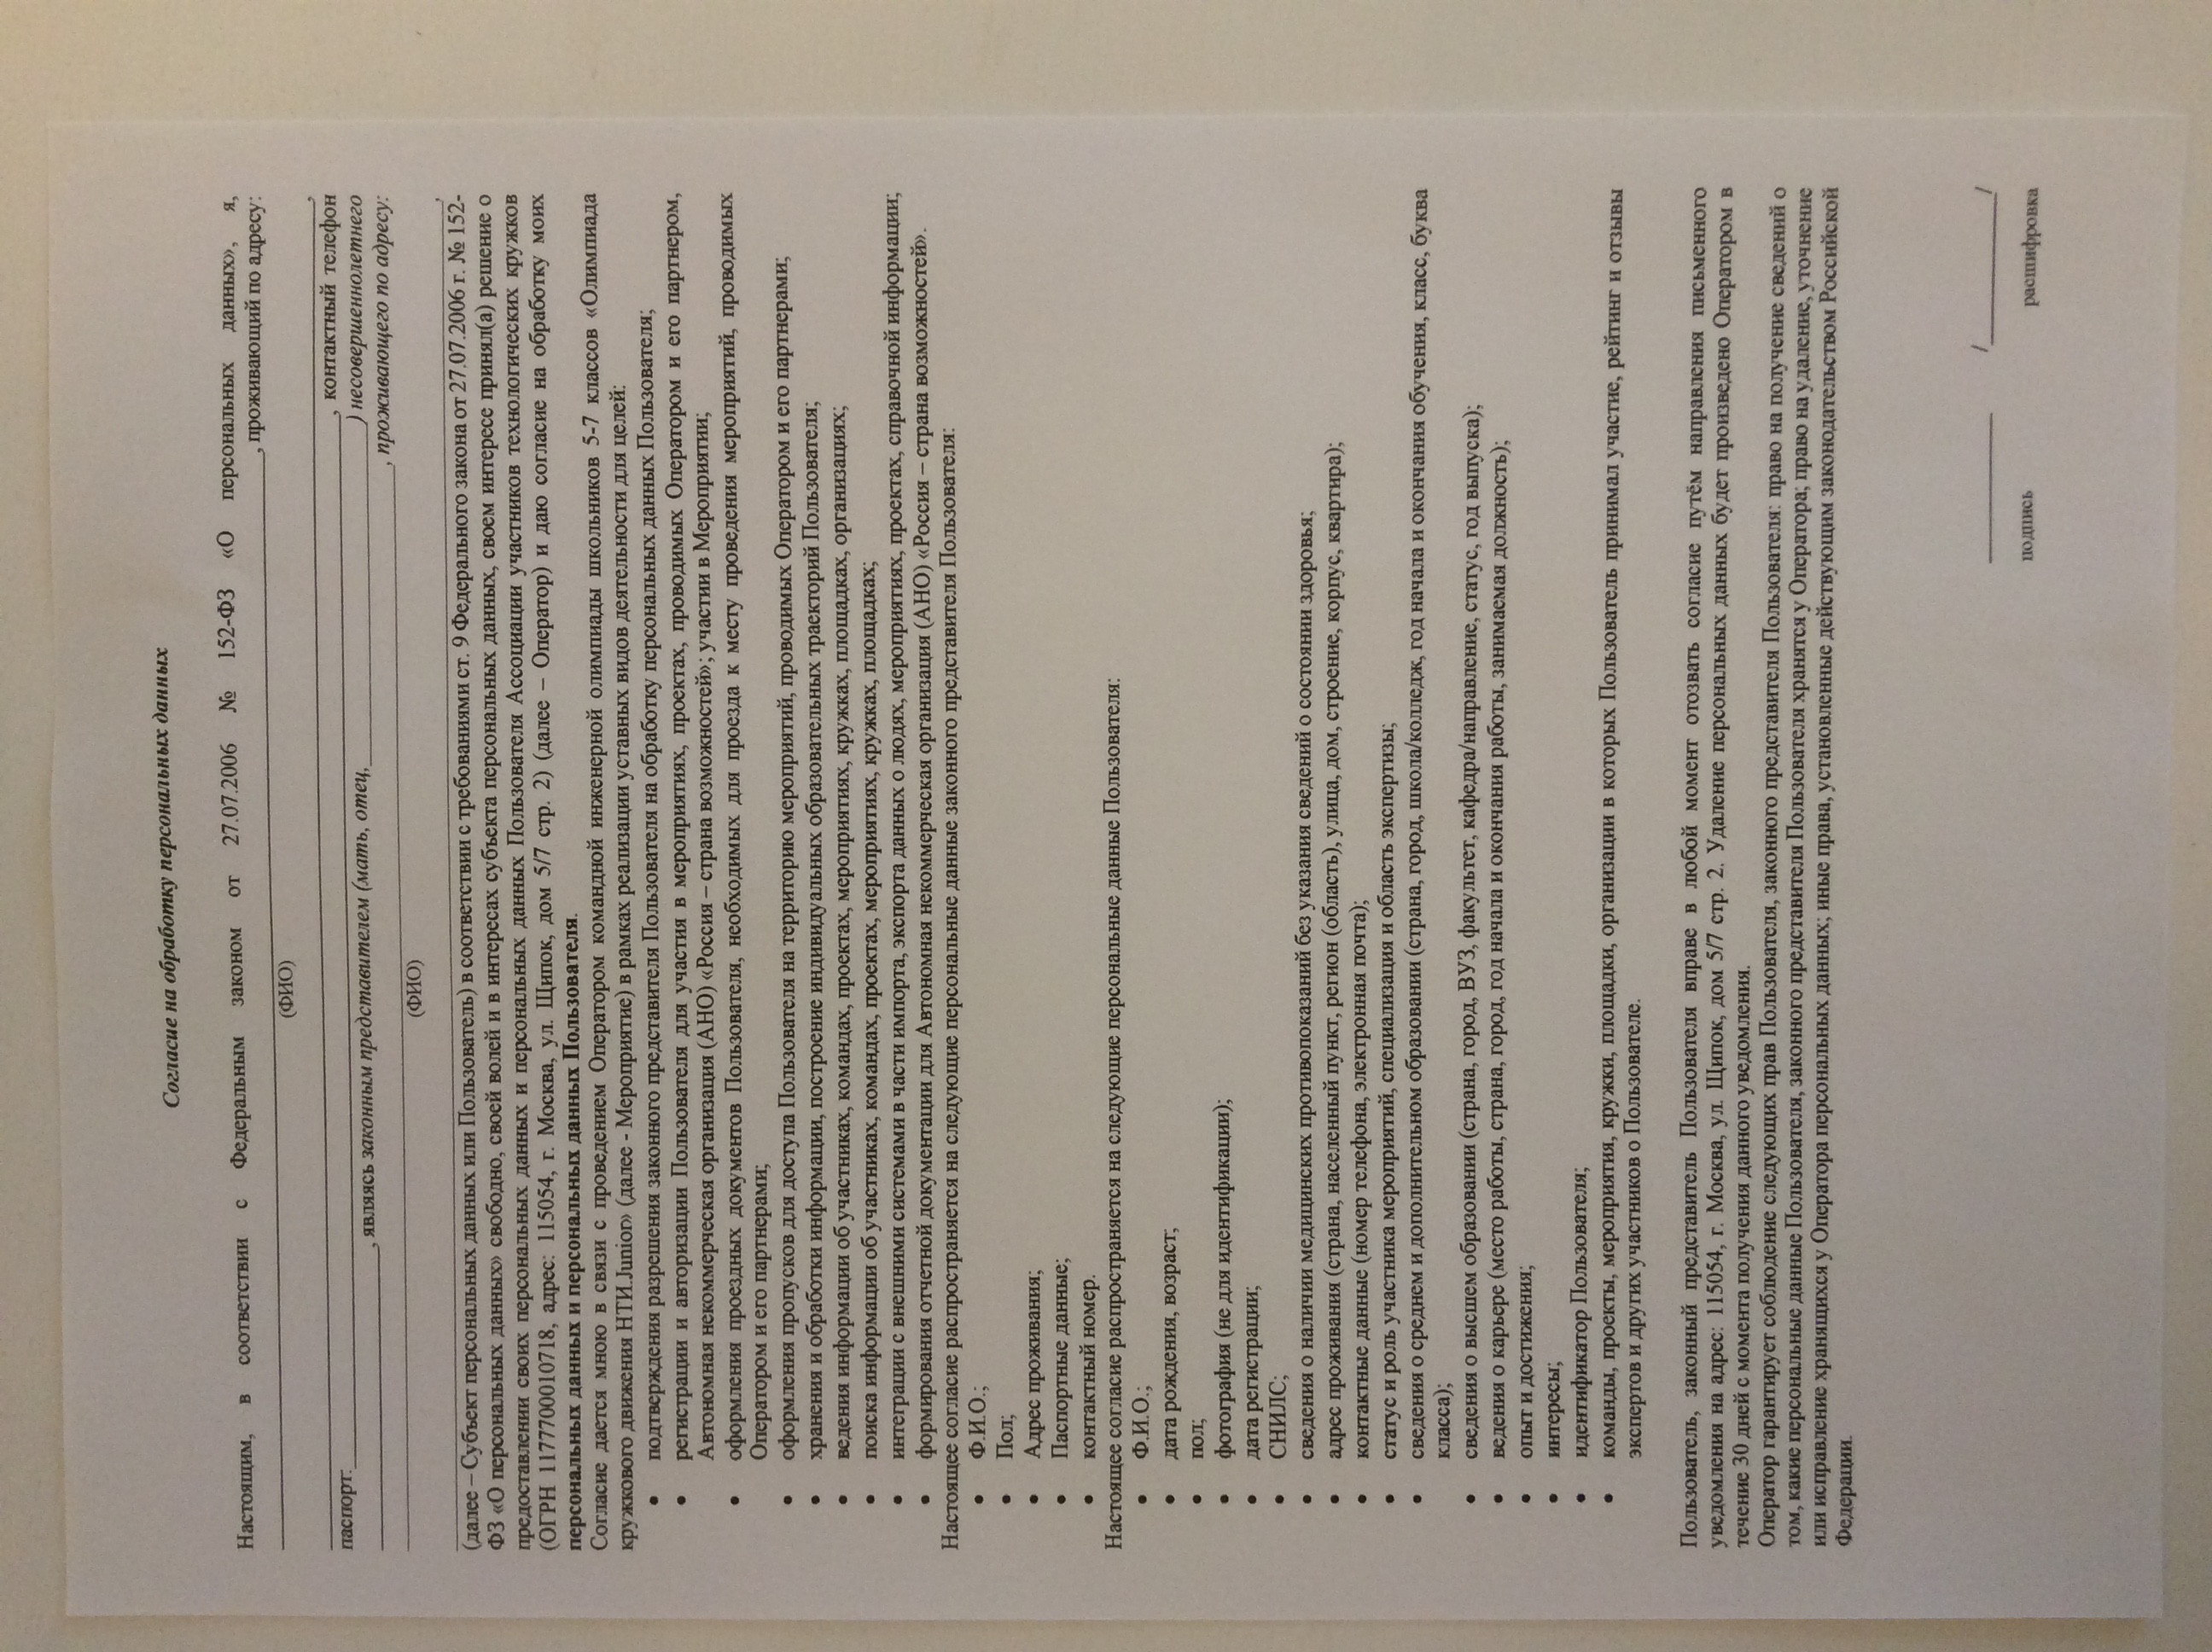 Согласие на обработку персональных данных
Настоящим, в соответствии с Федеральным законом от 27.07.2006 № 152-ФЗ «О персональных данных», я,
, проживающий по адресу:
(ФИО)
,
паспорт: , контактный телефон
, являясь законным представителем (мать, отец, ) несовершеннолетнего
, проживающего по адресу:
(ФИО)
,
(далее – Субъект персональных данных или Пользователь) в соответствии с требованиями ст. 9 Федерального закона от 27.07.2006 г. № 152-
ФЗ «О персональных данных» свободно, своей волей и в интересах субъекта персональных данных, своем интересе принял(а) решение о
предоставлении своих персональных данных и персональных данных Пользователя Ассоциации участников технологических кружков
(ОГРН 1177700010718, адрес: 115054, г. Москва, ул. Щипок, дом 5/7 стр. 2) (далее – Оператор) и даю согласие на обработку моих
персональных данных и персональных данных Пользователя.
Согласие дается мною в связи с проведением Оператором командной инженерной олимпиады школьников 5-7 классов «Олимпиада
кружкового движения НТИ.Junior» (далее - Мероприятие) в рамках реализации уставных видов деятельности для целей:
• подтверждения разрешения законного представителя Пользователя на обработку персональных данных Пользователя;
• регистрации и авторизации Пользователя для участия в мероприятиях, проектах, проводимых Оператором и его партнером,
Автономная некоммерческая организация (АНО) «Россия – страна возможностей»; участии в Мероприятии;
• оформления проездных документов Пользователя, необходимых для проезда к месту проведения мероприятий, проводимых
Оператором и его партнерами;
• оформления пропусков для доступа Пользователя на территорию мероприятий, проводимых Оператором и его партнерами;
• хранения и обработки информации, построение индивидуальных образовательных траекторий Пользователя;
• ведения информации об участниках, командах, проектах, мероприятиях, кружках, площадках, организациях;
• поиска информации об участниках, командах, проектах, мероприятиях, кружках, площадках;
• интеграции с внешними системами в части импорта, экспорта данных о людях, мероприятиях, проектах, справочной информации;
• формирования отчетной документации для Автономная некоммерческая организация (АНО) «Россия – страна возможностей».
Настоящее согласие распространяется на следующие персональные данные законного представителя Пользователя:
• Ф.И.О.;
• Пол;
• Адрес проживания;
• Паспортные данные;
• контактный номер.
Настоящее согласие распространяется на следующие персональные данные Пользователя:
• Ф.И.О.;
• дата рождения, возраст;
• пол;
• фотография (не для идентификации);
• дата регистрации;
• СНИЛС;
• сведения о наличии медицинских противопоказаний без указания сведений о состоянии здоровья;
• адрес проживания (страна, населенный пункт, регион (область), улица, дом, строение, корпус, квартира);
• контактные данные (номер телефона, электронная почта);
• статус и роль участника мероприятий, специализация и область экспертизы;
• сведения о среднем и дополнительном образовании (страна, город, школа/колледж, год начала и окончания обучения, класс, буква
класса);
• сведения о высшем образовании (страна, город, ВУЗ, факультет, кафедра/направление, статус, год выпуска);
• ведения о карьере (место работы, страна, город, год начала и окончания работы, занимаемая должность);
• опыт и достижения;
• интересы;
• идентификатор Пользователя;
• команды, проекты, мероприятия, кружки, площадки, организации в которых Пользователь принимал участие, рейтинг и отзывы
экспертов и других участников о Пользователе.
Пользователь, законный представитель Пользователя вправе в любой момент отозвать согласие путём направления письменного
уведомления на адрес: 115054, г. Москва, ул. Щипок, дом 5/7 стр. 2. Удаление персональных данных будет произведено Оператором в
течение 30 дней с момента получения данного уведомления.
Оператор гарантирует соблюдение следующих прав Пользователя, законного представителя Пользователя: право на получение сведений о
том, какие персональные данные Пользователя, законного представителя Пользователя хранятся у Оператора; право на удаление, уточнение
или исправление хранящихся у Оператора персональных данных; иные права, установленные действующим законодательством Российской
Федерации.
/ /
подпись расшифровка